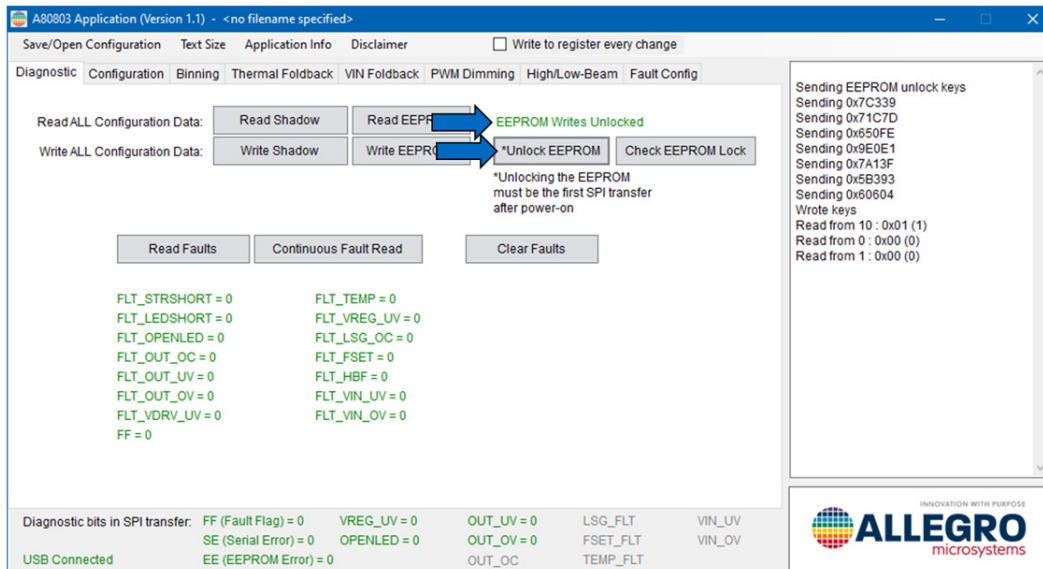 A80803 Application (Version 1.1) - <no filename specified>
Save/Open Configuration Text Size Application Info Disclaimer Write to register every change
Diagnostic Configuration Binning Thermal Foldback VIN Foldback PWM Dimming High/Low-Beam Fault Config
Read ALL Configuration Data: Read Shadow Read EEPR EEPROM Writes Unlocked
Write ALL Configuration Data: Write Shadow Write EEPRO *Unlock EEPROM Check EEPROM Lock
*Unlocking the EEPROM
must be the first SPI transfer
after power-on
Read Faults Continuous Fault Read Clear Faults
FLT_STRSHORT = 0 FLT_TEMP = 0
FLT_LEDSHORT = 0 FLT_VREG_UV = 0
FLT_OPENLED = 0 FLT_LSG_OC = 0
FLT_OUT_OC = 0 FLT_FSET = 0
FLT_OUT_UV = 0 FLT_HBF = 0
FLT_OUT_OV = 0 FLT_VIN_UV = 0
FLT_VDRV_UV = 0 FLT_VIN_OV = 0
FF = 0
Sending EEPROM unlock keys
Sending 0x7C339
Sending 0x71C7D
Sending 0x650FE
Sending 0x9E0E1
Sending 0x7A13F
Sending 0x5B393
Sending 0x60604
Wrote keys
Read from 10 : 0x01 (1)
Read from 0 : 0x00 (0)
Read from 1 : 0x00 (0)
Diagnostic bits in SPI transfer: FF (Fault Flag) = 0 VREG_UV = 0 OUT_UV = 0 LSG_FLT VIN_UV
SE (Serial Error) = 0 OPENLED = 0 OUT_OV = 0 FSET_FLT VIN_OV
USB Connected EE (EEPROM Error) = 0 OUT_OC TEMP_FLT
INNOVATION WITH PURPOSE
ALLEGRO
microsystems